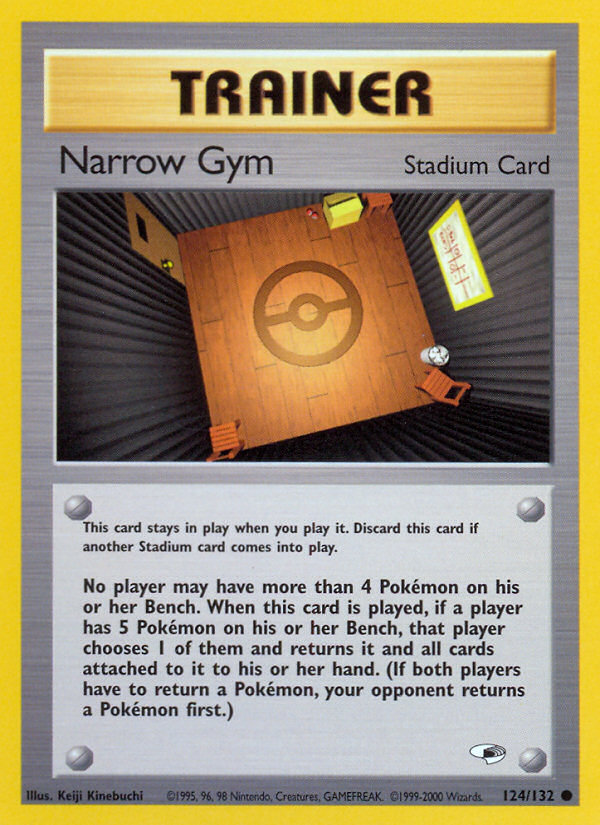 TRAINER
Narrow Gym
Stadium Card
This card stays in play when you play it. Discard this card if
another Stadium card comes into play.
No player may have more than 4 Pokémon on his
or her Bench. When this card is played, if a player
has 5 Pokémon on his or her Bench, that player
chooses 1 of them and returns it and all cards
attached to it to his or her hand. (If both players
have to return a Pokémon, your opponent returns
a Pokémon first.)
Illus. Keiji Kinebuchi ©1995, 96, 98 Nintendo, Creatures, GAMEFREAK. ©1999-2000 Wizards. 124/132